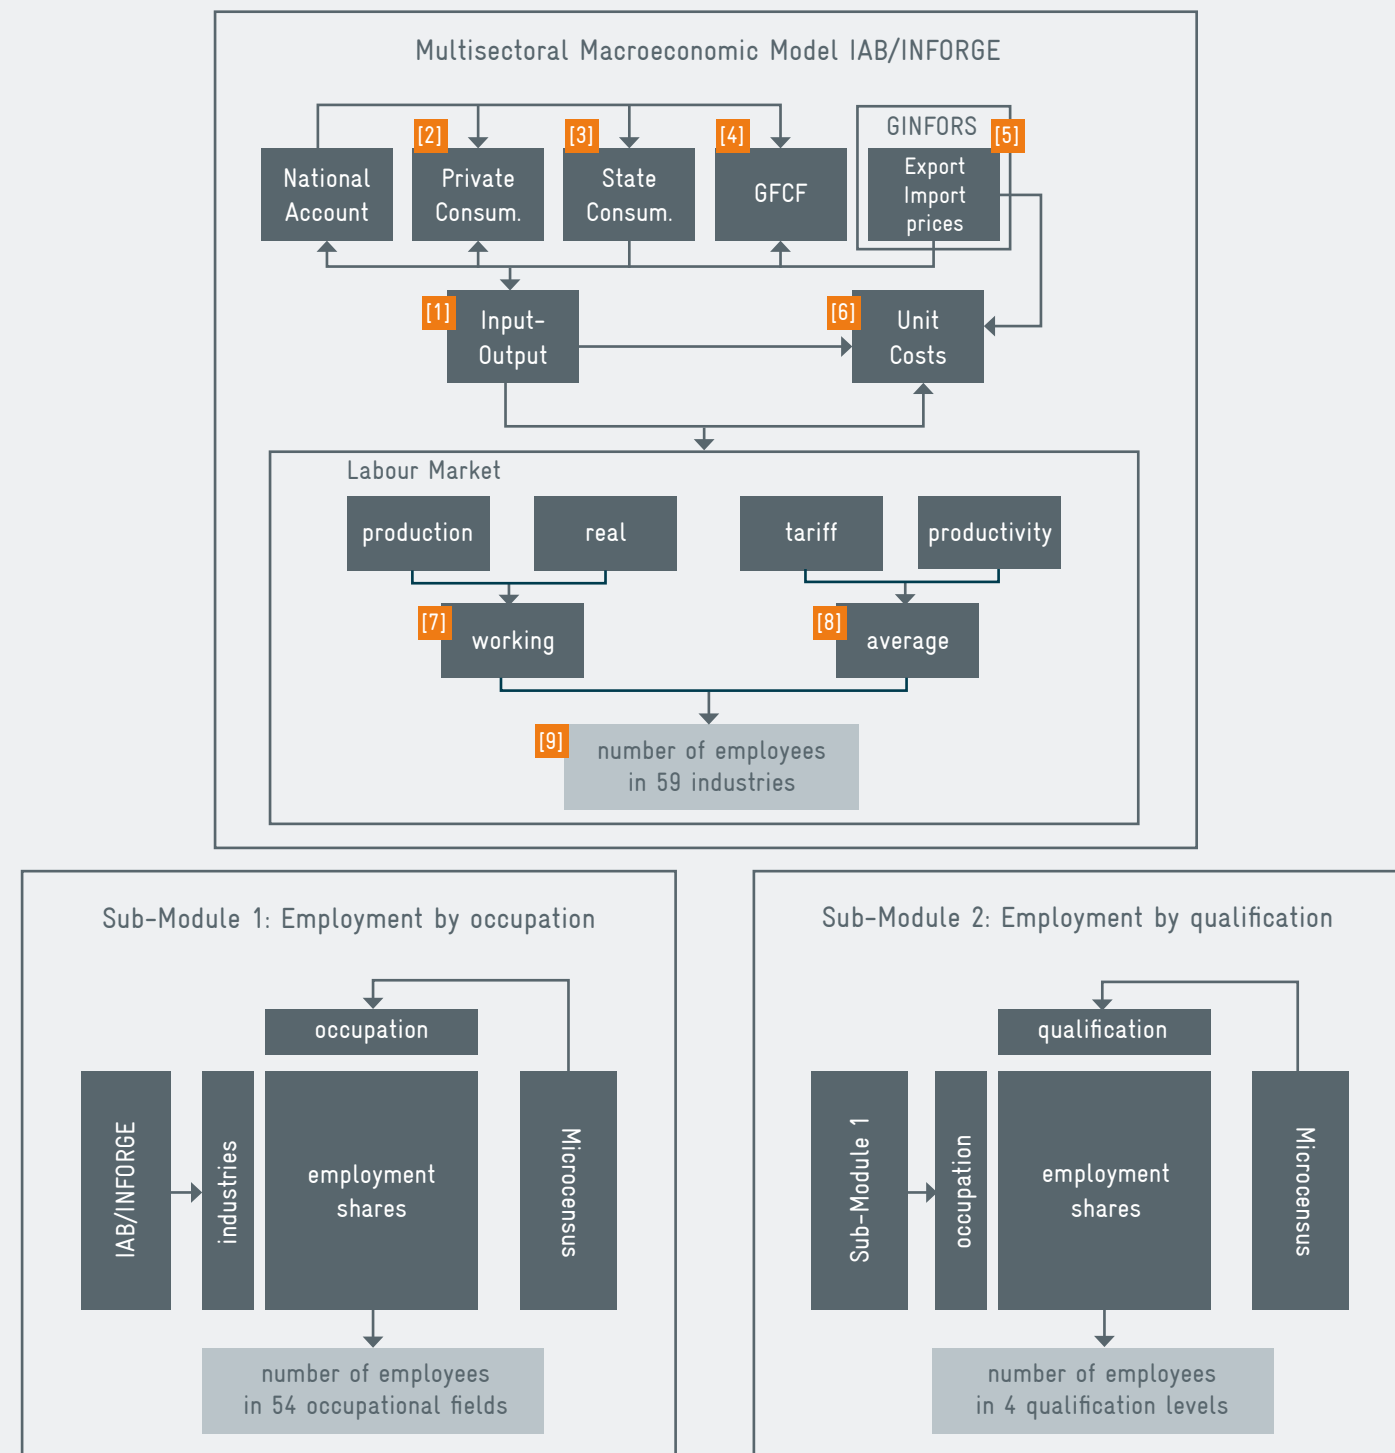 Multisectoral Macroeconomic Model IAB/INFORGE
GINFORS
[2]
[3]
[4]
[5]
National
Account
Private
Consum.
State
Consum.
GFCF
Export
Import
prices
[1]
Input-
Output
[6]
Unit
Costs
Labour Market
production
real
tariff
productivity
[7]
working
[8]
average
[9]
number of employees
in 59 industries
Sub-Module 1: Employment by occupation
occupation
IAB/INFORGE
industries
employment
shares
Microcensus
number of employees
in 54 occupational fields
Sub-Module 2: Employment by qualification
qualification
Sub-Module 1
occupation
employment
shares
Microcensus
number of employees
in 4 qualification levels